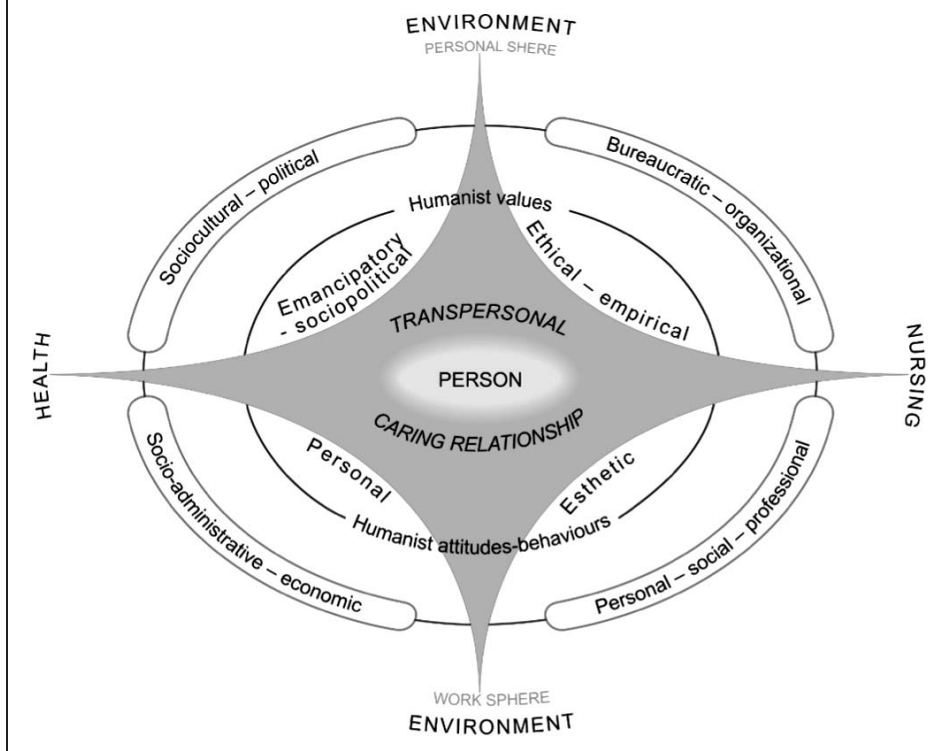 ENVIRONMENT
PERSONAL SHERE
Sociocultural – political
Bureaucratic – organizational
Humanist values
Emancipatory
- sociopolitical
Ethical – empirical
TRANSPERSONAL
HEALTH
PERSON
NURSING
CARING RELATIONSHIP
Personal
Esthetic
Humanist attitudes-behaviours
Socio-administrative – economic
Personal – social – professional
WORK SPHERE
ENVIRONMENT